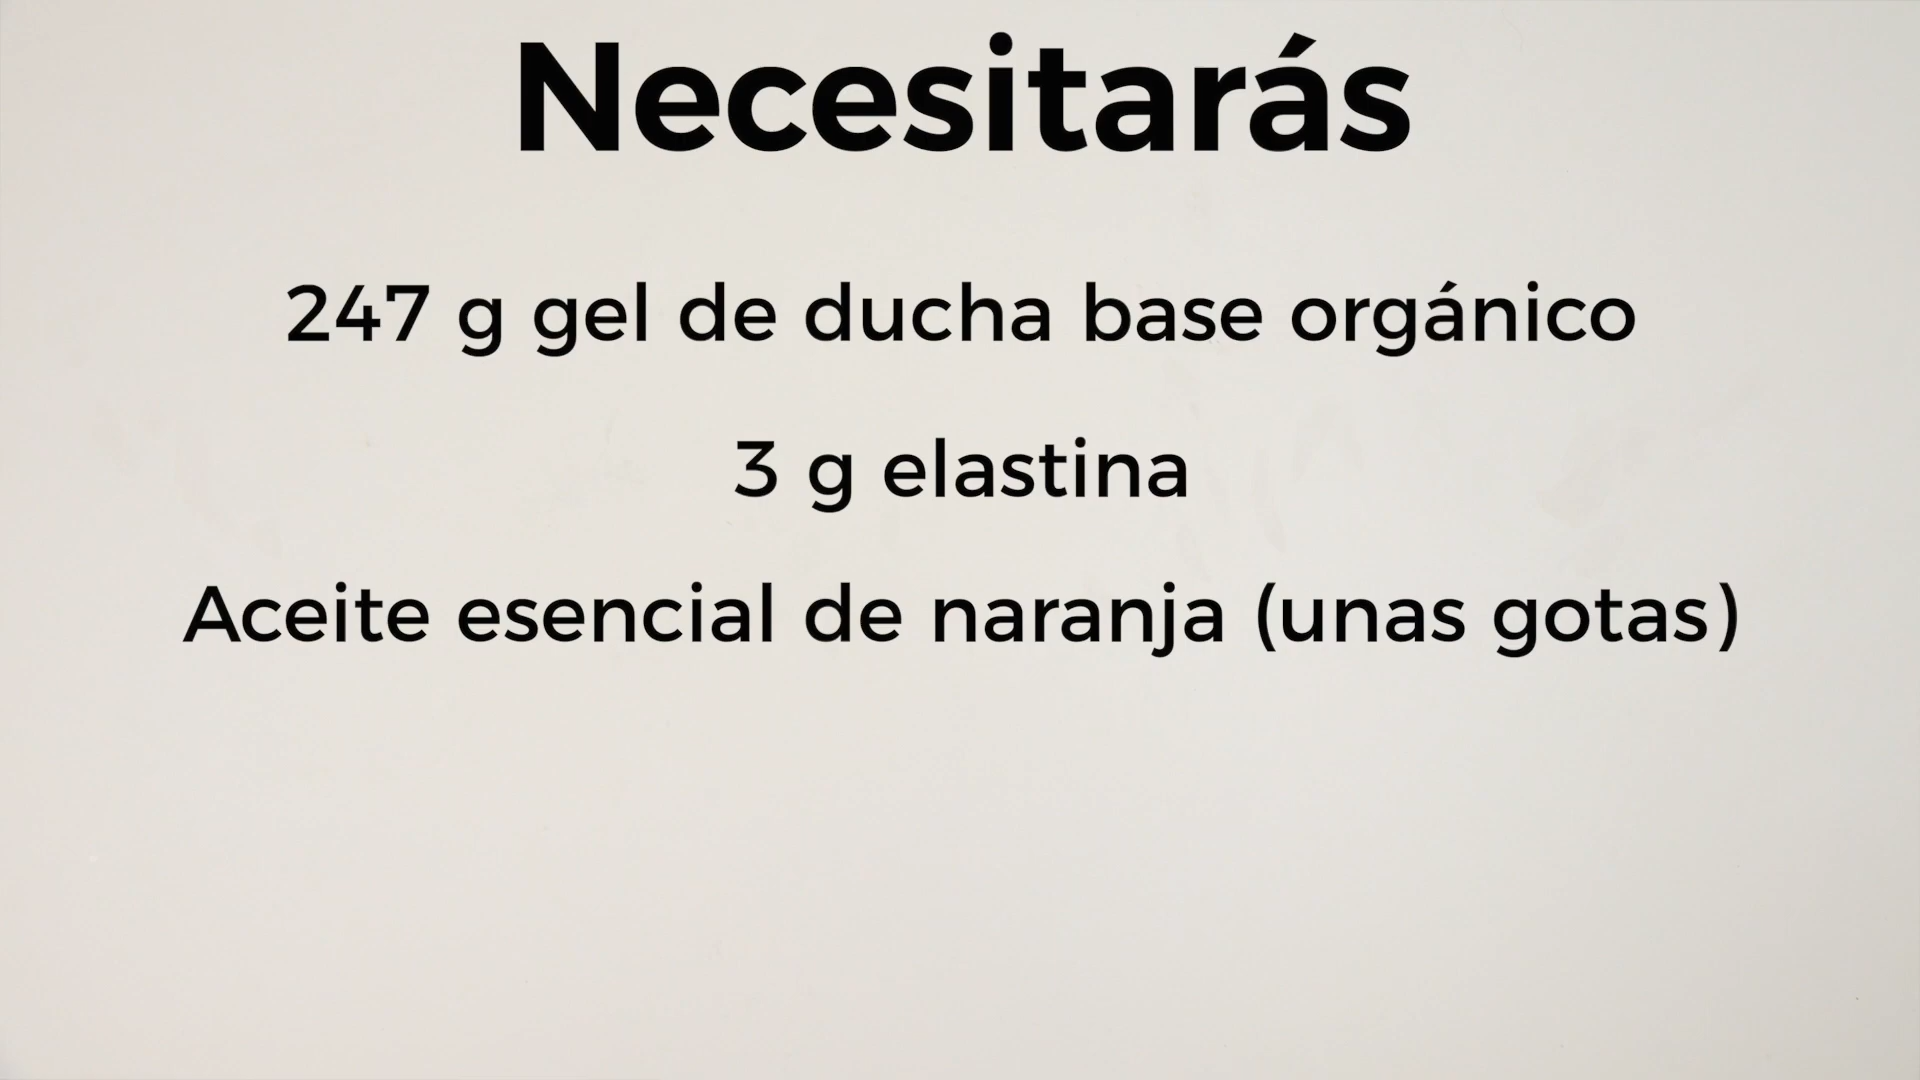 Necesitarás
247 g gel de ducha base orgánico
3 g elastina
Aceite esencial de naranja (unas gotas)